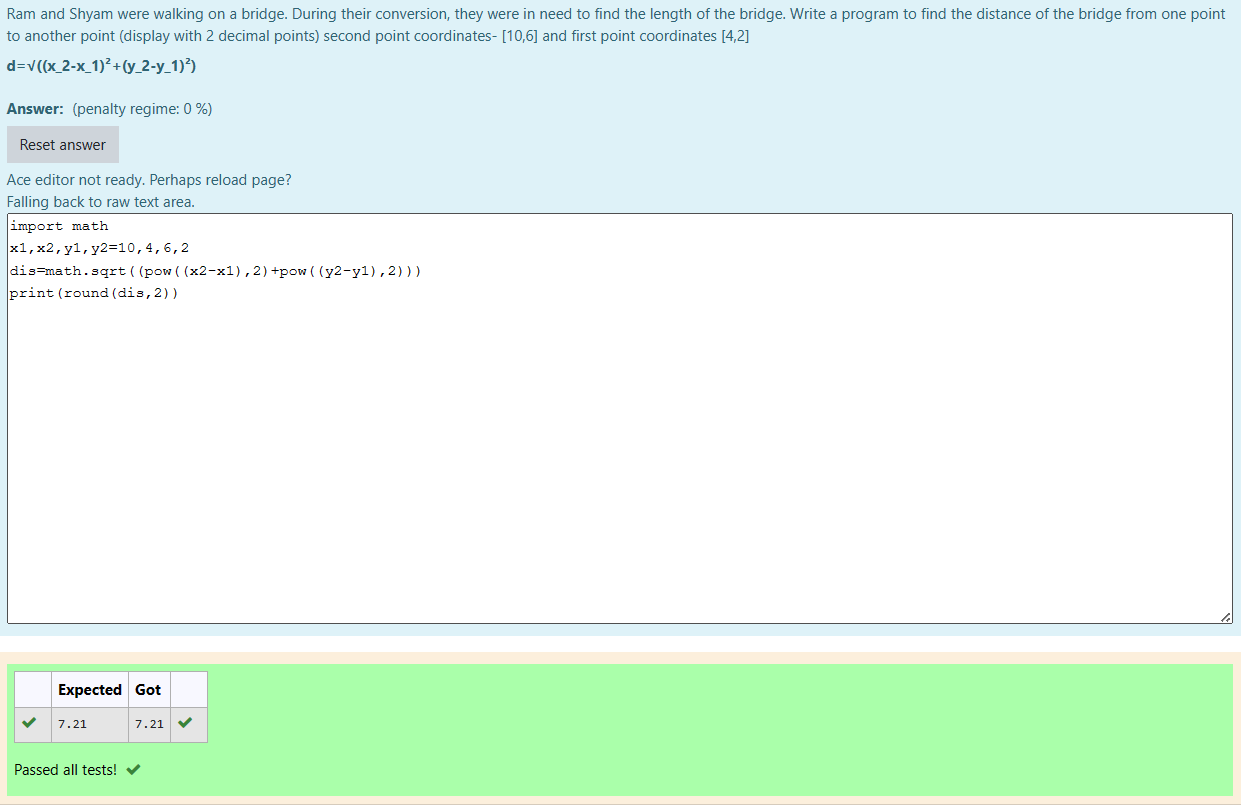 Ram and Shyam were walking on a bridge. During their conversion, they were in need to find the length of the bridge. Write a program to find the distance of the bridge from one point
to another point (display with 2 decimal points) second point coordinates- [10,6] and first point coordinates [4,2]
d=√((x_2-x_1)²+(y_2-y_1)²)
Answer: (penalty regime: 0 %)
Reset answer
Ace editor not ready. Perhaps reload page?
Falling back to raw text area.
import math
x1,x2,y1,y2=10,4,6,2
dis=math.sqrt((pow((x2-x1),2)+pow((y2-y1),2)))
print(round(dis,2))
Expected Got
7.21 7.21
Passed all tests!